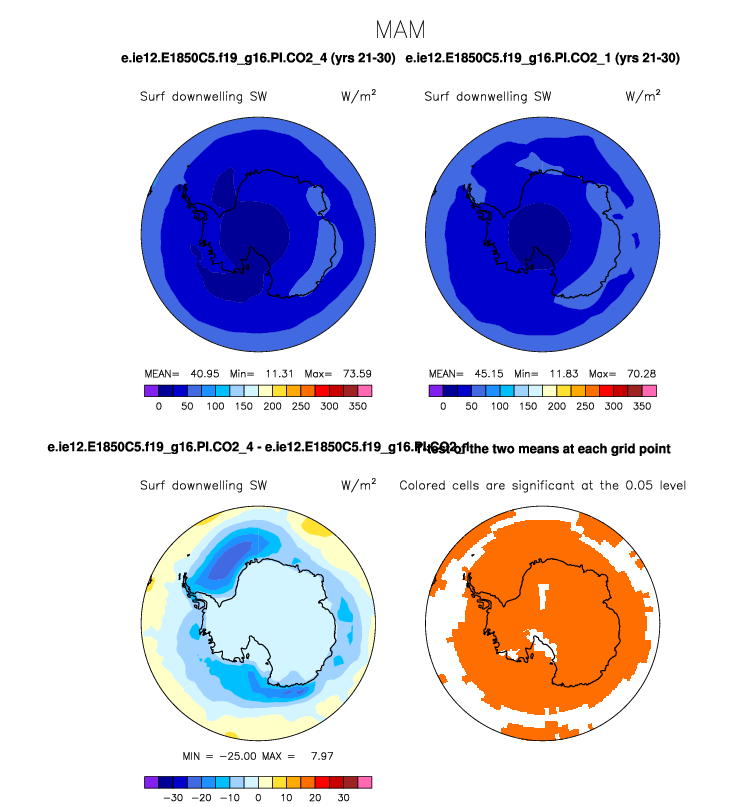 MAM
e.ie12.E1850C5.f19_g16.PI.CO2_4 (yrs 21-30) e.ie12.E1850C5.f19_g16.PI.CO2_1 (yrs 21-30)
Surf downwelling SW W/m²
Surf downwelling SW W/m²
MEAN= 40.95 Min= 11.31 Max= 73.59
0 50 100 150 200 250 300 350
MEAN= 45.15 Min= 11.83 Max= 70.28
0 50 100 150 200 250 300 350
e.ie12.E1850C5.f19_g16.PI.CO2_4 - e.ie12.E1850C5.f19_g16.PI.CO2_1
T-test of the two means at each grid point
Surf downwelling SW W/m²
Colored cells are significant at the 0.05 level
MIN = -25.00 MAX = 7.97
-30 -20 -10 0 10 20 30